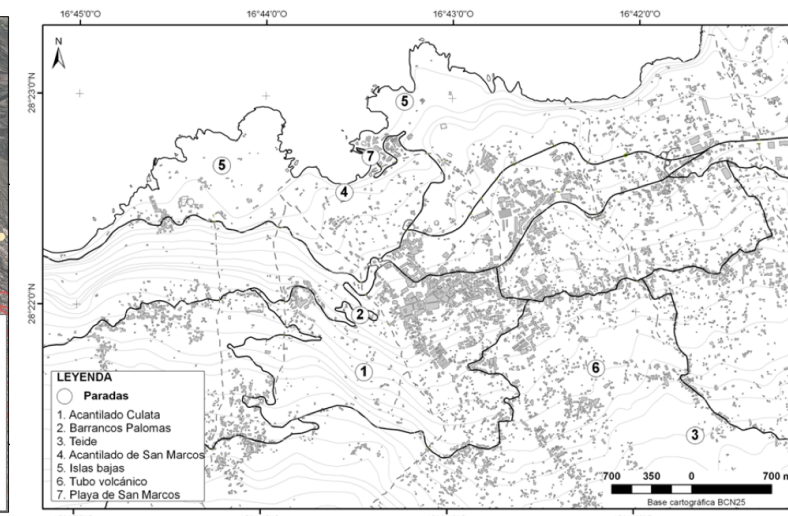 16°45'0"O 16°44'0"O 16°43'0"O 16°42'0"O
N
28°23'0"N
5
5
7
4
28°22'0"N
2
1
6
3
LEYENDA
Paradas
1. Acantilado Culata
2. Barrancos Palomas
3. Teide
4. Acantilado de San Marcos
5. Islas bajas
6. Tubo volcánico
7. Playa de San Marcos
700 350 0 700 m
Base cartográfica BCN25